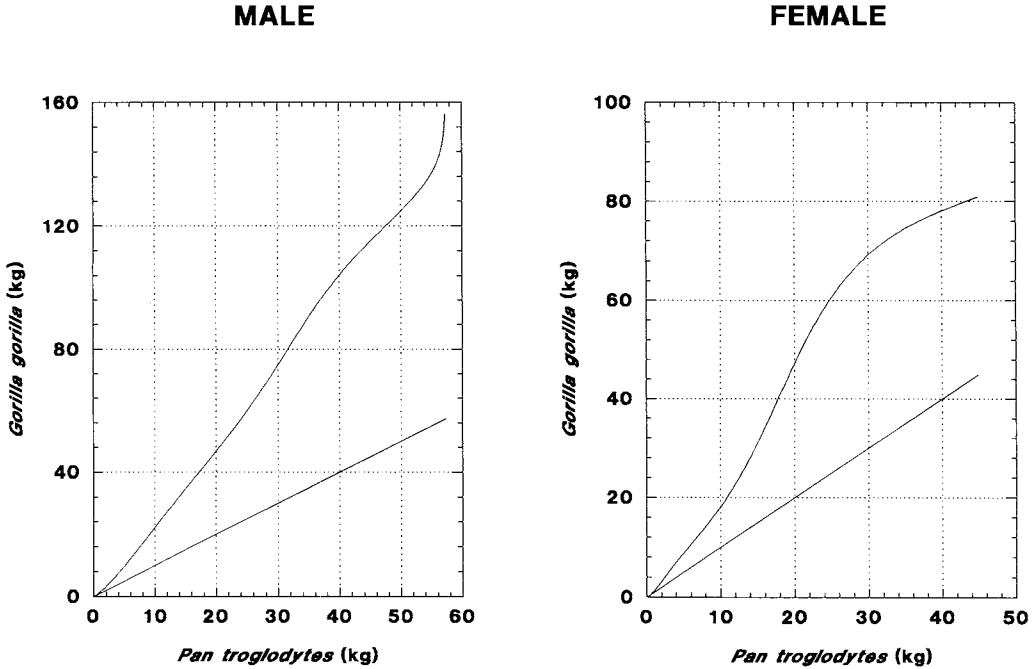 MALE
160
120
80
40
0
Gorilla gorilla (kg)
0 10 20 30 40 50 60
Pan troglodytes (kg)
FEMALE
100
80
60
40
20
0
Gorilla gorilla (kg)
0 10 20 30 40 50
Pan troglodytes (kg)